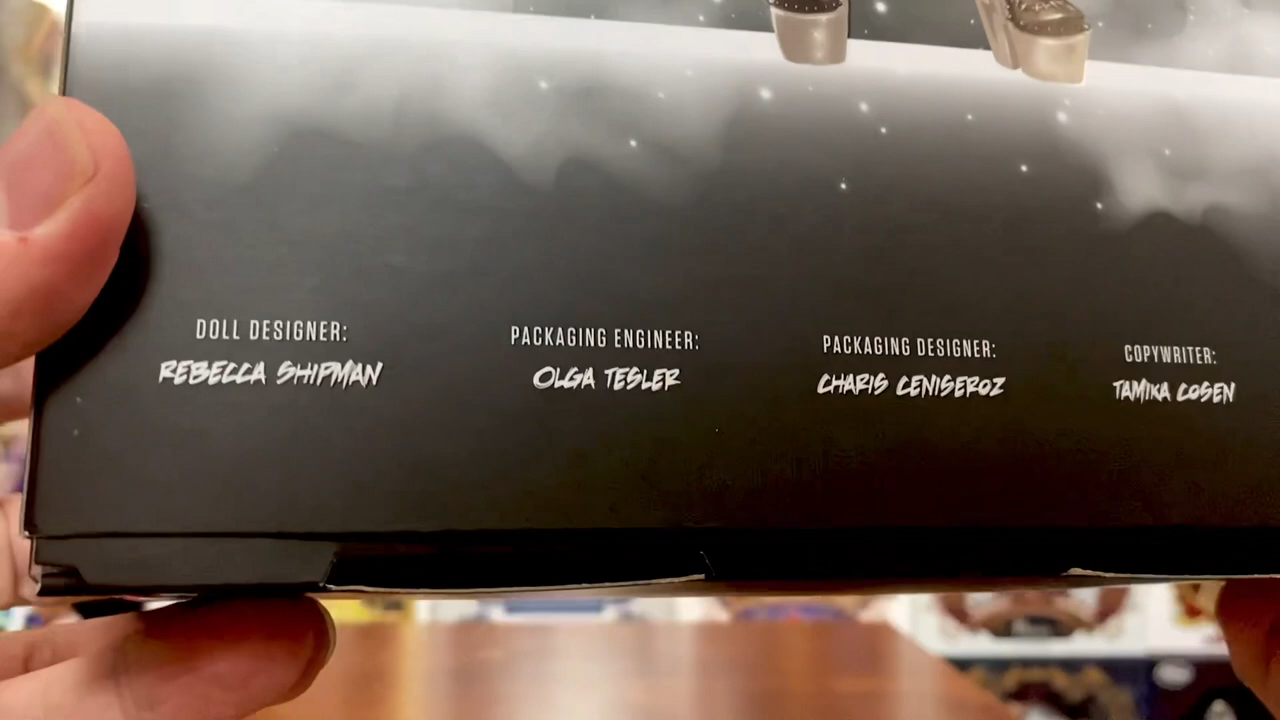 DOLL DESIGNER:
REBECCA SHIPMAN
PACKAGING ENGINEER:
OLGA TESLER
PACKAGING DESIGNER:
CHARIS CENISEROZ
COPYWRITER:
TAMIKA COSEN